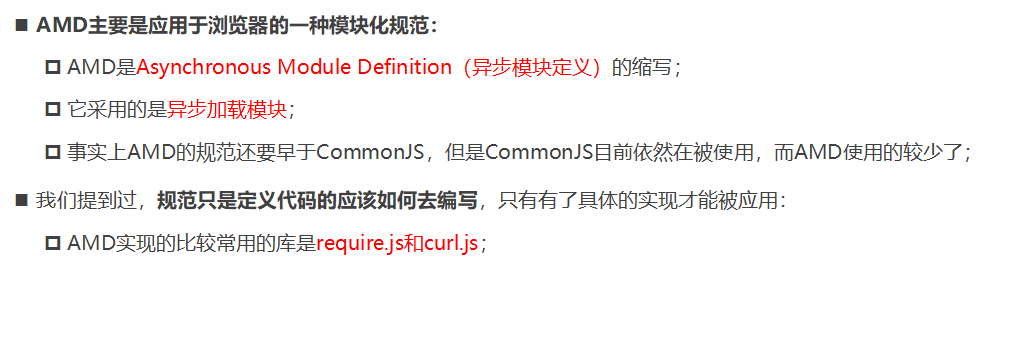 AMD主要是应用于浏览器的一种模块化规范：
AMD是Asynchronous Module Definition（异步模块定义）的缩写；
它采用的是异步加载模块；
事实上AMD的规范还要早于CommonJS，但是CommonJS目前依然在被使用，而AMD使用的较少了；
我们提到过，规范只是定义代码的应该如何去编写，只有有了具体的实现才能被应用：
AMD实现的比较常用的库是require.js和curl.js；